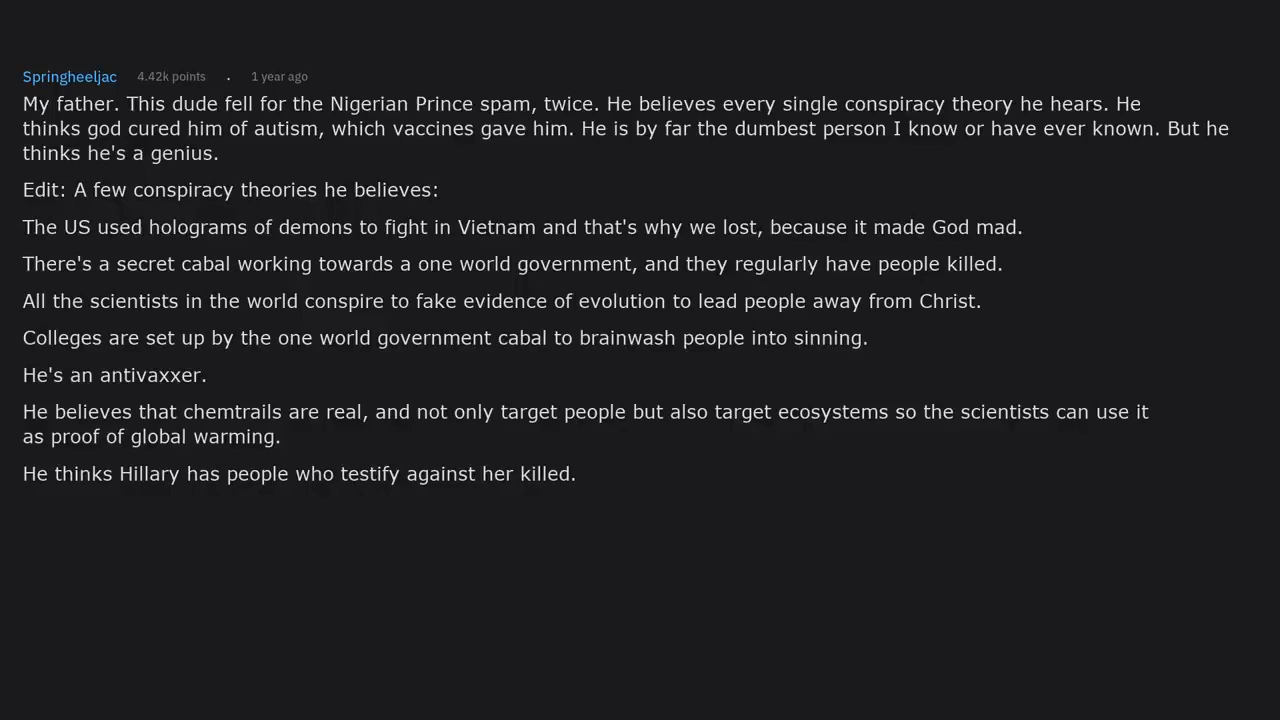 Springheeljac 4.42k points . 1 year ago
My father. This dude fell for the Nigerian Prince spam, twice. He believes every single conspiracy theory he hears. He
thinks god cured him of autism, which vaccines gave him. He is by far the dumbest person I know or have ever known. But he
thinks he's a genius.
Edit: A few conspiracy theories he believes:
The US used holograms of demons to fight in Vietnam and that's why we lost, because it made God mad.
There's a secret cabal working towards a one world government, and they regularly have people killed.
All the scientists in the world conspire to fake evidence of evolution to lead people away from Christ.
Colleges are set up by the one world government cabal to brainwash people into sinning.
He's an antivaxxer.
He believes that chemtrails are real, and not only target people but also target ecosystems so the scientists can use it
as proof of global warming.
He thinks Hillary has people who testify against her killed.